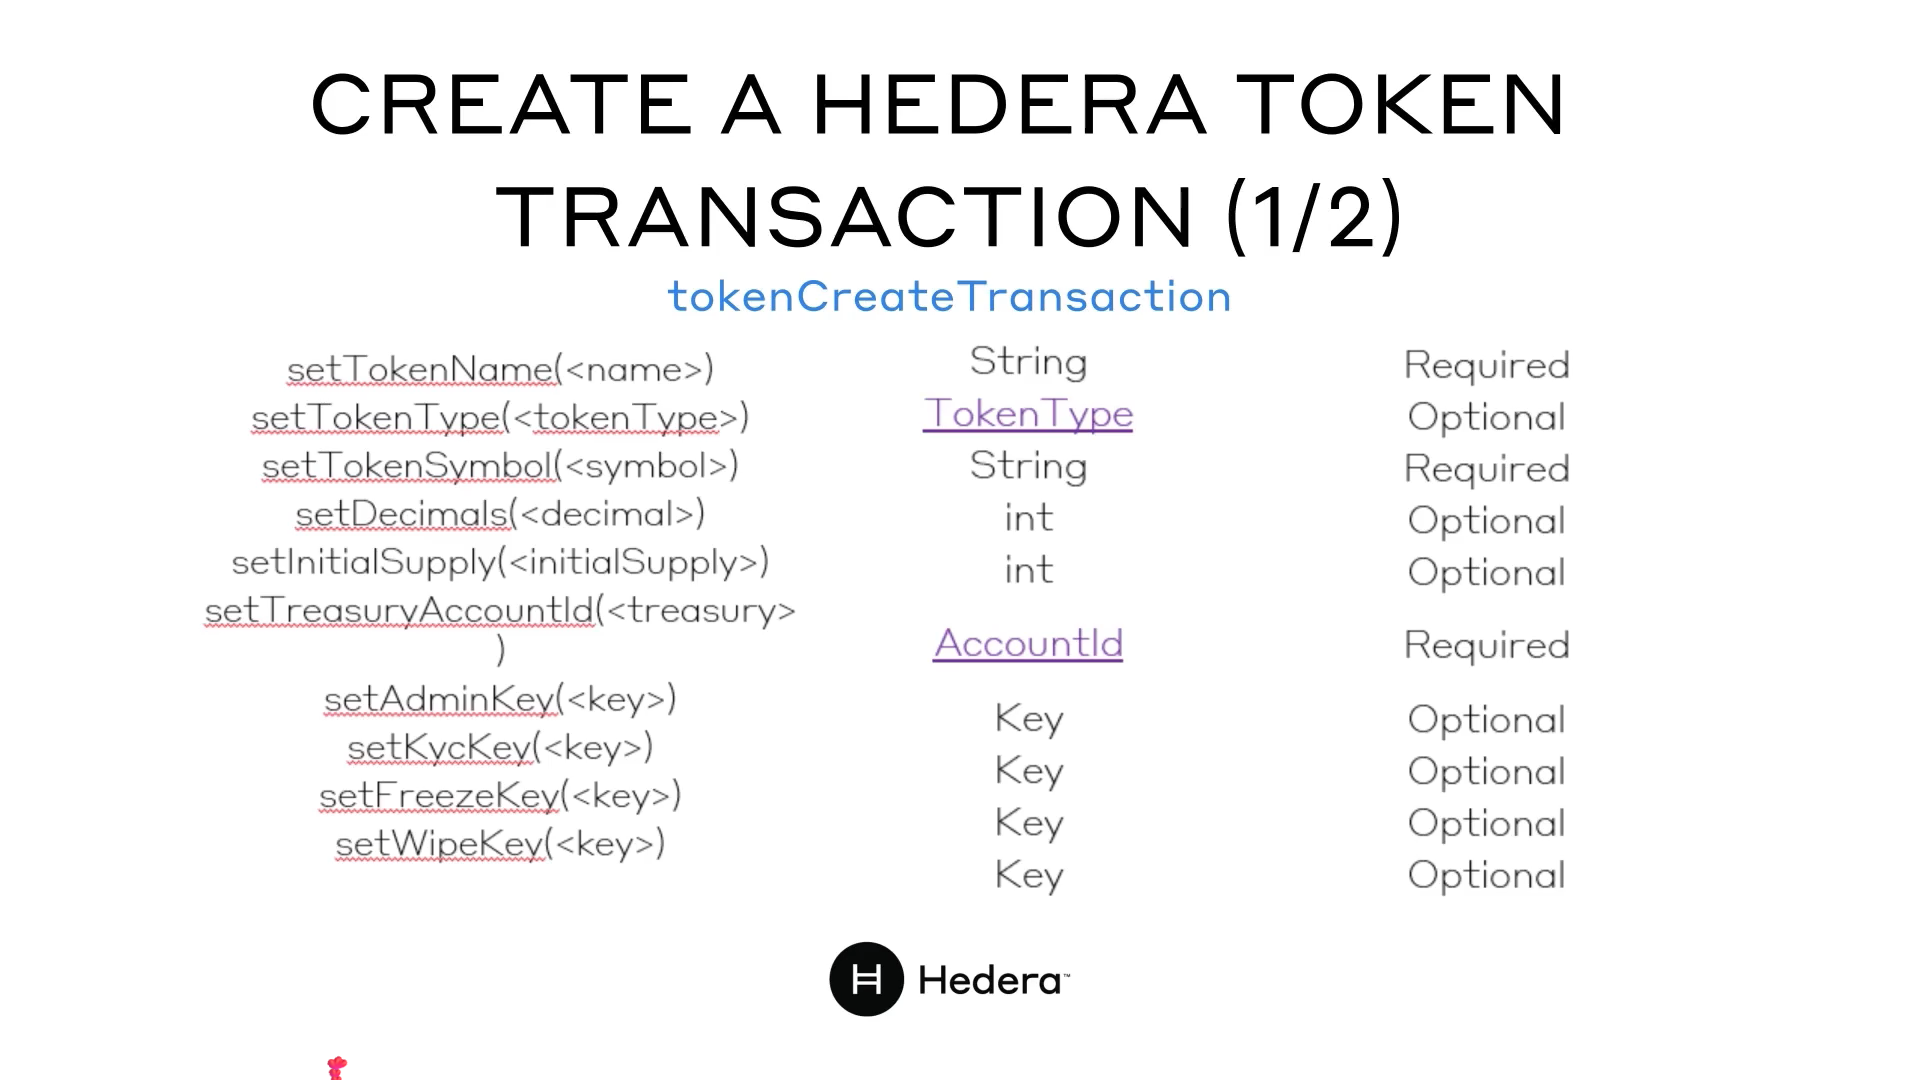 CREATE A HEDERA TOKEN
TRANSACTION (1/2)
tokenCreateTransaction
setTokenName(<name>) String Required
setTokenType(<tokenType>) TokenType Optional
setTokenSymbol(<symbol>) String Required
setDecimals(<decimal>) int Optional
setInitialSupply(<initialSupply>) int Optional
setTreasuryAccountId(<treasury>
) AccountId Required
setAdminKey(<key>) Key Optional
setKycKey(<key>) Key Optional
setFreezeKey(<key>) Key Optional
setWipeKey(<key>) Key Optional
H Hedera™